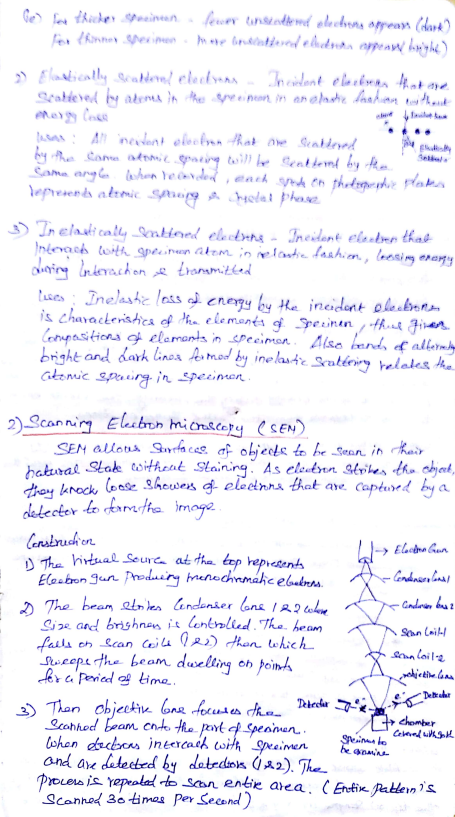 (ie) For thicker specimen - fewer unscattered electrons appears (dark)
For thinner specimen - more unscattered electrons appears bright)
2) Elastically scattered electrons - Incident electrons that are
scattered by atoms in the specimen in an elastic fashion without
energy loss
uses: All incident electron that are scattered
by the same atomic spacing will be scattered by the
same angle. When recorded, each spot on photographic plates
represents atomic spacing & crystal phase
3) In elastically scattered electrons - Incident electron that
Interacts with specimen atom in relastic fashion, loosing energy
during Interaction & transmitted
Uses: Inelastic loss of energy by the incident electrons
is characteristics of the elements of specimen, thus gives
Compositions of elements in specimen. Also bands of alternately
bright and dark lines formed by inelastic scattering relates the
atomic spacing in specimen.
2) Scanning Electron microscopy (SEM)
SEM allows surfaces of objects to be seen in their
natural state without staining. As electron strikes the object,
they knock loose showers of electrons that are captured by a
detector to form the image.
Construction
1) The Virtual Source at the top represents
Electron gun Producing monochromatic electrons.
2) The beam strikes Condenser lens 1 & 2 where
Size and brightness is Controlled. The beam
falls on Scan Coils (1&2) then which
sweeps the beam dwelling on points
for a Period of time.
3) Then Objective lens focuses the
Scanned beam onto the part of specimen.
When electrons interacts with Specimen
and are detected by detectors (1&2). The
Process is repeated to scan entire area. (Entire Pattern is
Scanned 30 times Per Second)
Electron Gun
Condenser lens 1
Condenser lens 2
Scan Coil-1
Scan Coil-2
objective lens
Detector
e-
e-
Detector
chamber
Covered with gold
Specimen to
be examine